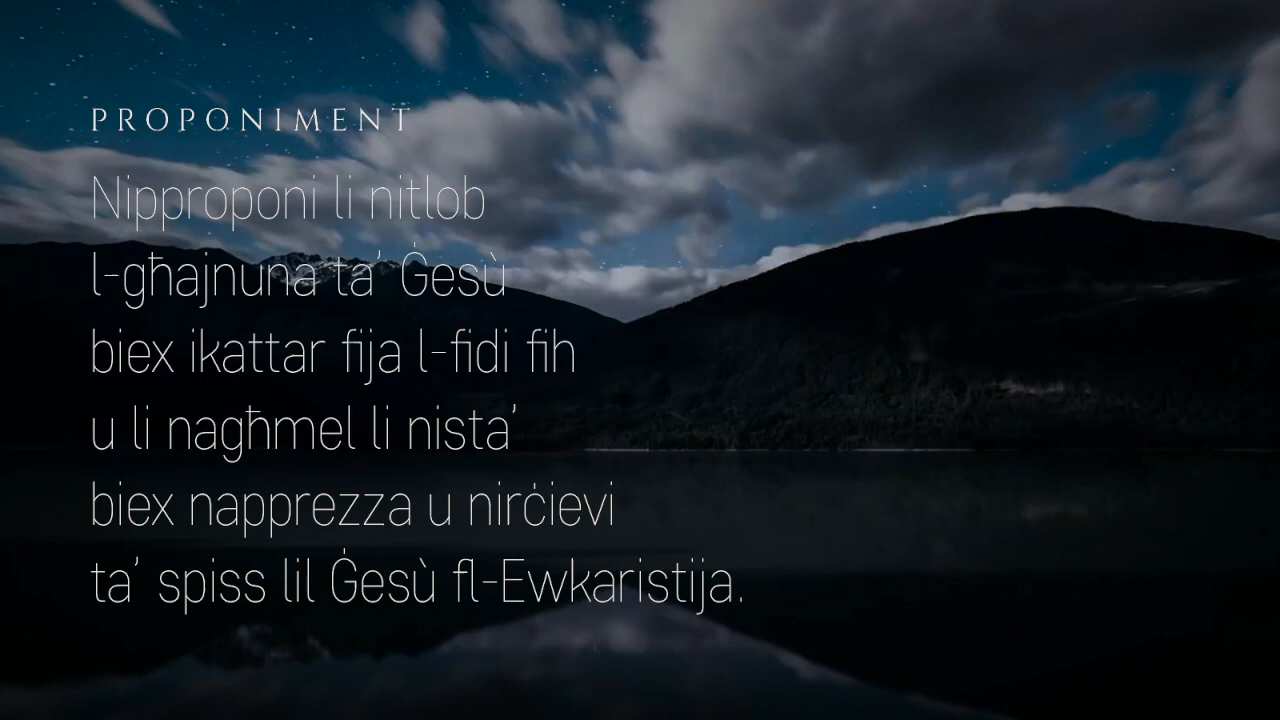 PROPONIMENT
Nipproponi li nitlob
l-għajnuna ta’ Ġesù
biex ikattar fija l-fidi fih
u li nagħmel li nista’
biex napprezza u nirċievi
ta’ spiss lil Ġesù fl-Ewkaristija.